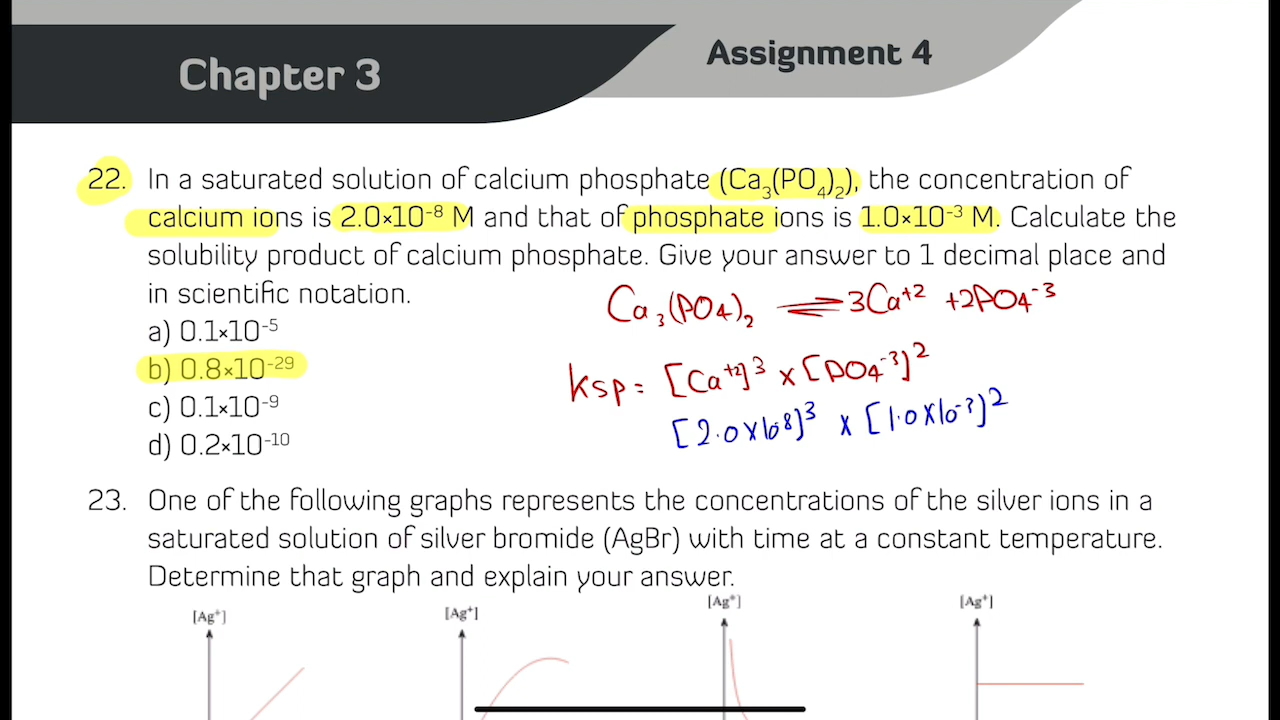 Chapter 3
Assignment 4
22. In a saturated solution of calcium phosphate (Ca₃(PO₄)₂), the concentration of
calcium ions is 2.0×10⁻⁸ M and that of phosphate ions is 1.0×10⁻³ M. Calculate the
solubility product of calcium phosphate. Give your answer to 1 decimal place and
in scientific notation.
Ca₃(PO4)₂ ⇌ 3Ca⁺² + 2PO4⁻³
a) 0.1×10⁻⁵
b) 0.8×10⁻²⁹
Ksp = [Ca⁺²]³ × [PO4⁻³]²
c) 0.1×10⁻⁹
[2.0×10⁻⁸]³ × [1.0×10⁻³]²
d) 0.2×10⁻¹⁰
23. One of the following graphs represents the concentrations of the silver ions in a
saturated solution of silver bromide (AgBr) with time at a constant temperature.
Determine that graph and explain your answer.
[Ag⁺] [Ag⁺] [Ag⁺] [Ag⁺]